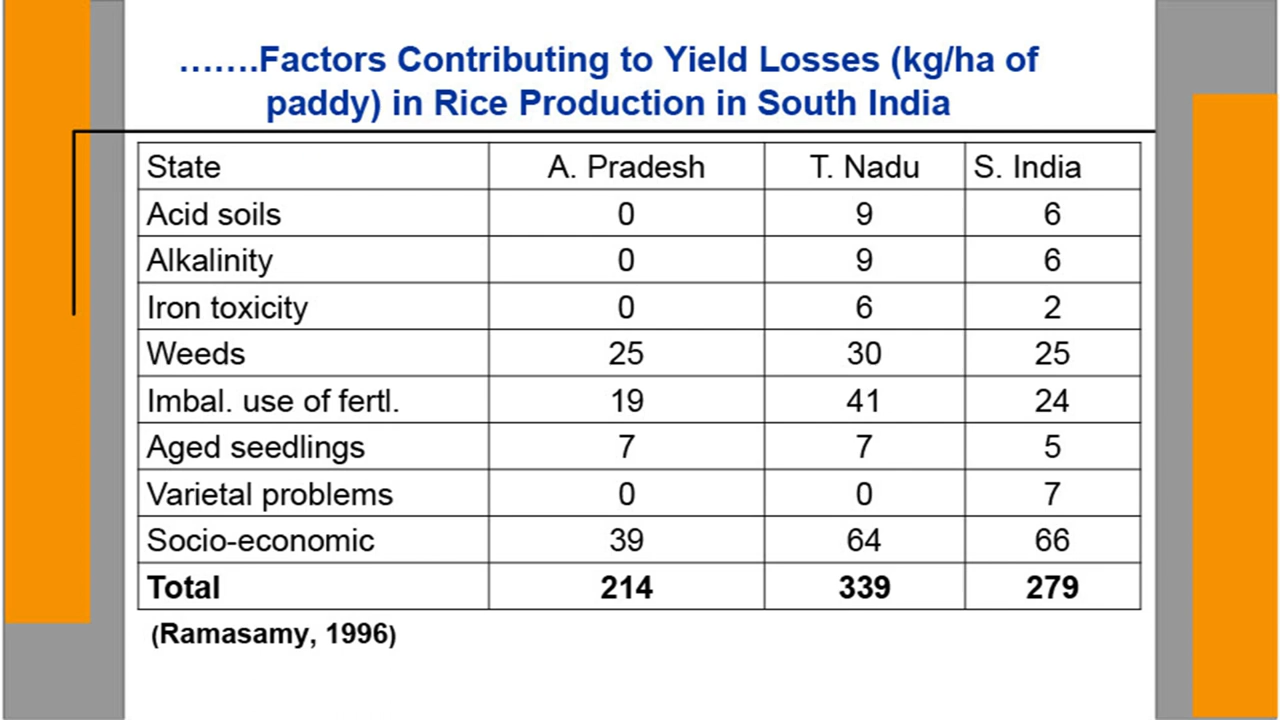 .......Factors Contributing to Yield Losses (kg/ha of
paddy) in Rice Production in South India
State A. Pradesh T. Nadu S. India
Acid soils 0 9 6
Alkalinity 0 9 6
Iron toxicity 0 6 2
Weeds 25 30 25
Imbal. use of fertl. 19 41 24
Aged seedlings 7 7 5
Varietal problems 0 0 7
Socio-economic 39 64 66
Total 214 339 279
(Ramasamy, 1996)